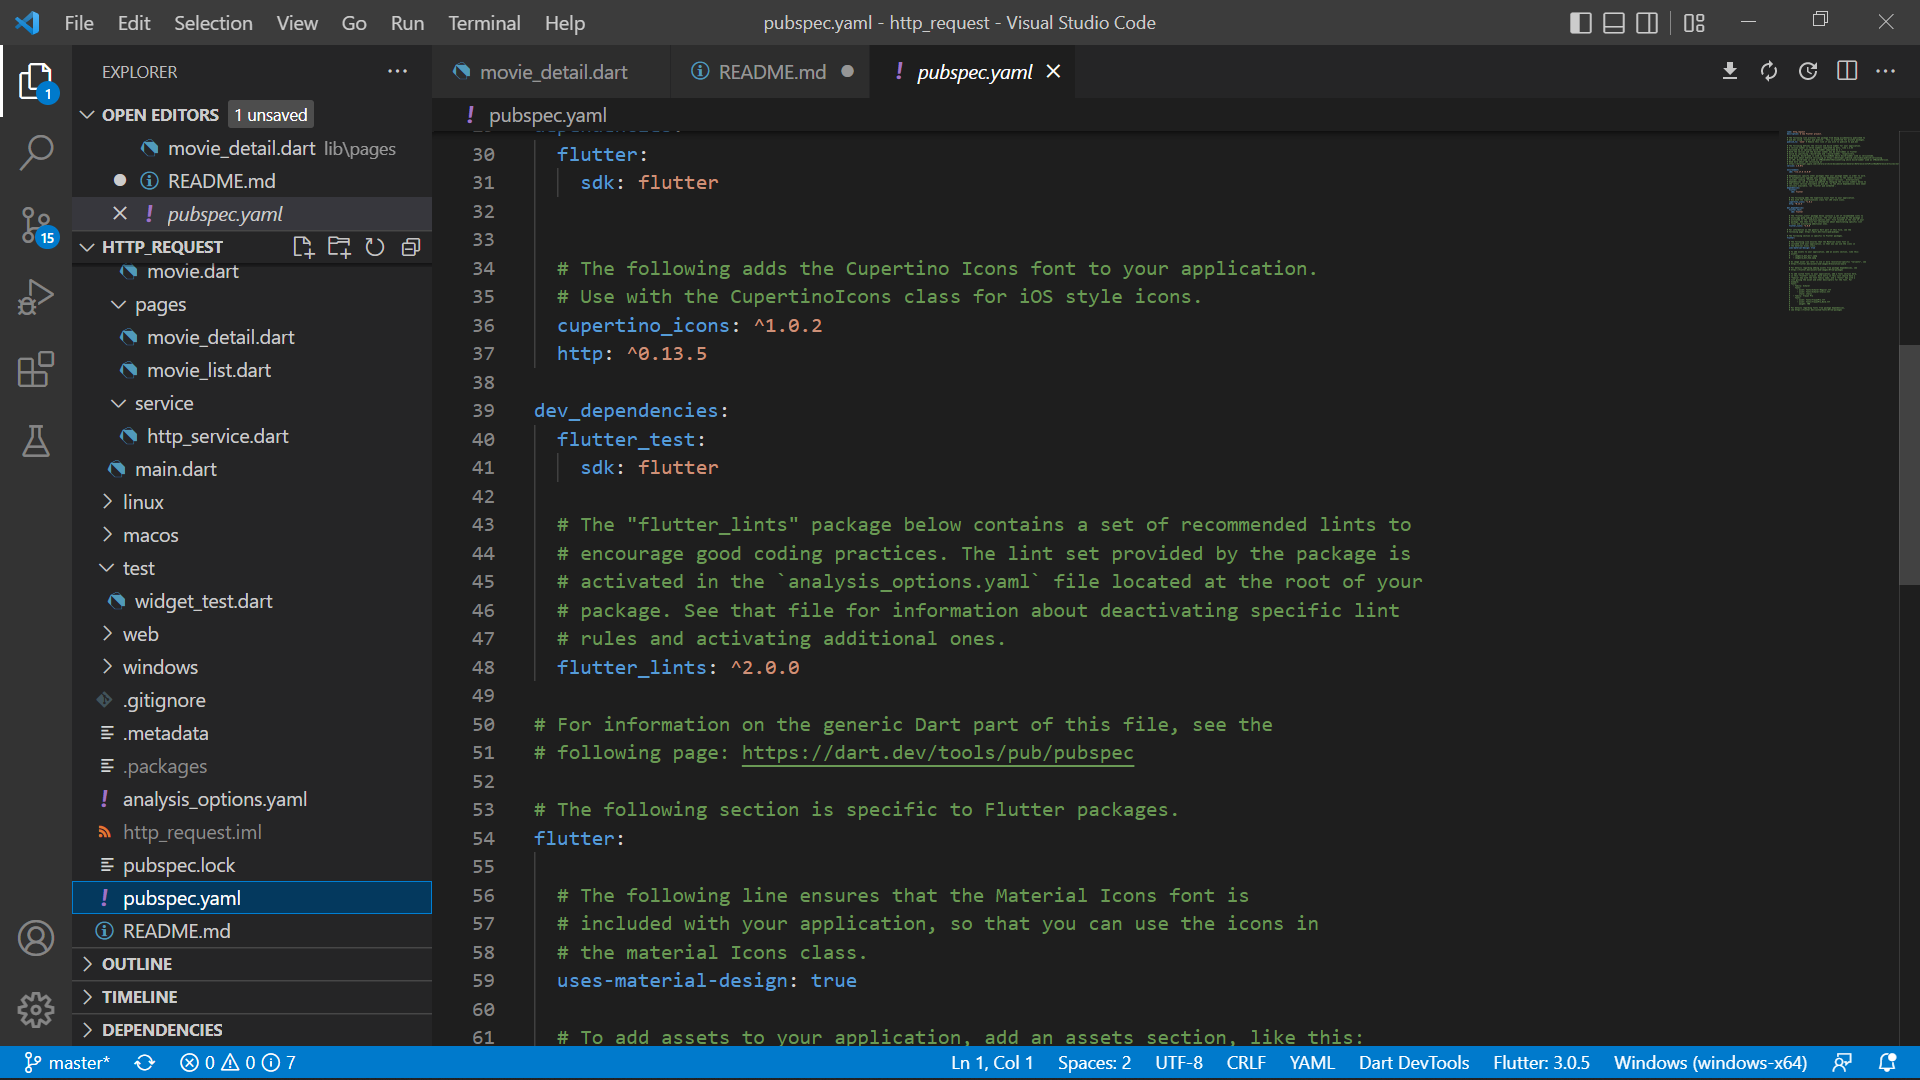 File Edit Selection View Go Run Terminal Help
pubspec.yaml - http_request - Visual Studio Code
EXPLORER
OPEN EDITORS 1 unsaved
movie_detail.dart lib\pages
README.md
pubspec.yaml
HTTP_REQUEST
movie.dart
pages
movie_detail.dart
movie_list.dart
service
http_service.dart
main.dart
linux
macos
test
widget_test.dart
web
windows
.gitignore
.metadata
.packages
analysis_options.yaml
http_request.iml
pubspec.lock
pubspec.yaml
README.md
OUTLINE
TIMELINE
DEPENDENCIES
1
15
movie_detail.dart
README.md
pubspec.yaml
pubspec.yaml
30 flutter:
31 sdk: flutter
32
33
34 # The following adds the Cupertino Icons font to your application.
35 # Use with the CupertinoIcons class for iOS style icons.
36 cupertino_icons: ^1.0.2
37 http: ^0.13.5
38
39 dev_dependencies:
40 flutter_test:
41 sdk: flutter
42
43 # The "flutter_lints" package below contains a set of recommended lints to
44 # encourage good coding practices. The lint set provided by the package is
45 # activated in the `analysis_options.yaml` file located at the root of your
46 # package. See that file for information about deactivating specific lint
47 # rules and activating additional ones.
48 flutter_lints: ^2.0.0
49
50 # For information on the generic Dart part of this file, see the
51 # following page: https://dart.dev/tools/pub/pubspec
52
53 # The following section is specific to Flutter packages.
54 flutter:
55
56 # The following line ensures that the Material Icons font is
57 # included with your application, so that you can use the icons in
58 # the material Icons class.
59 uses-material-design: true
60
61 # To add assets to your application, add an assets section, like this:
master* 0 0 7
Ln 1, Col 1 Spaces: 2 UTF-8 CRLF YAML Dart DevTools Flutter: 3.0.5 Windows (windows-x64)